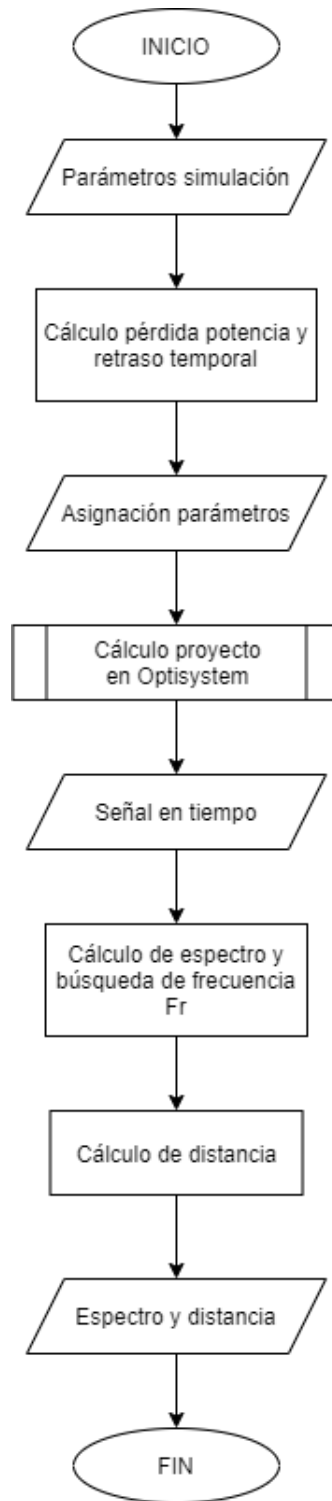 INICIO
Parámetros simulación
Cálculo pérdida potencia y
retraso temporal
Asignación parámetros
Cálculo proyecto
en Optisystem
Señal en tiempo
Cálculo de espectro y
búsqueda de frecuencia
Fr
Cálculo de distancia
Espectro y distancia
FIN